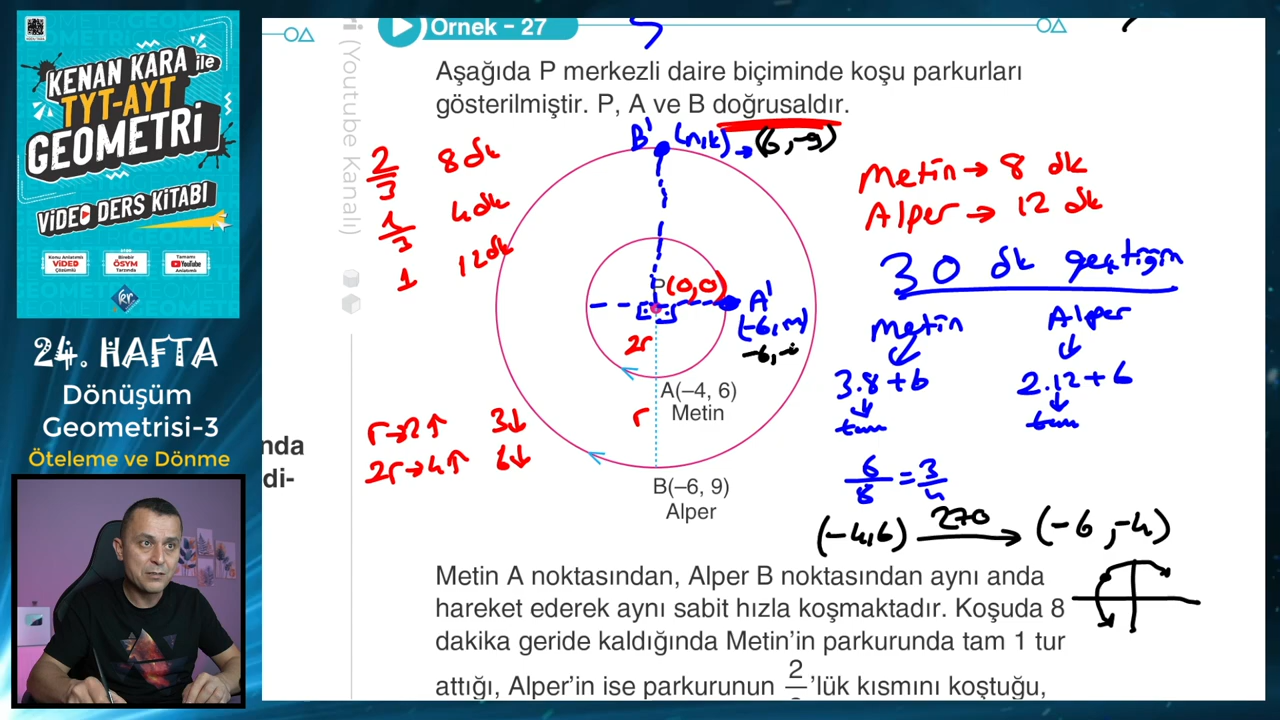 Örnek - 27
Aşağıda P merkezli daire biçiminde koşu parkurları
gösterilmiştir. P, A ve B doğrusaldır.
KENAN KARA ile
TYT-AYT
GEOMETRİ
VİDEO DERS KİTABI
24. HAFTA
Dönüşüm
Geometrisi-3
Öteleme ve Dönme
(Youtube Kanalı)
nda
di-
2/3 8 dk
1/3 4 dk
1 12 dk
B' (n,k) → (6,-9)
P (0,0)
A'
(-6,m)
2r
r
A(–4, 6)
Metin
B(–6, 9)
Alper
r→2↑ 3↓
2r→4↑ 6↓
Metin → 8 dk
Alper → 12 dk
30 dk geçtiğin
Metin Alper
3.8+6 2.12+6
tam tam
6/8 = 3/4
(-4,6) 270 → (-6,-4)
Metin A noktasından, Alper B noktasından aynı anda
hareket ederek aynı sabit hızla koşmaktadır. Koşuda 8
dakika geride kaldığında Metin'in parkurunda tam 1 tur
attığı, Alper'in ise parkurunun 2/ 'lük kısmını koştuğu,